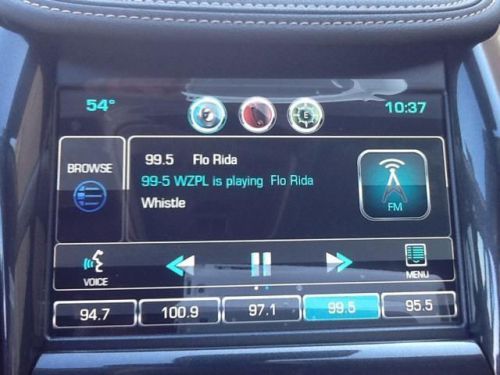 54° 10:37
E
BROWSE
99.5 Flo Rida
99-5 WZPL is playing Flo Rida
Whistle
FM
VOICE MENU
94.7 100.9 97.1 99.5 95.5